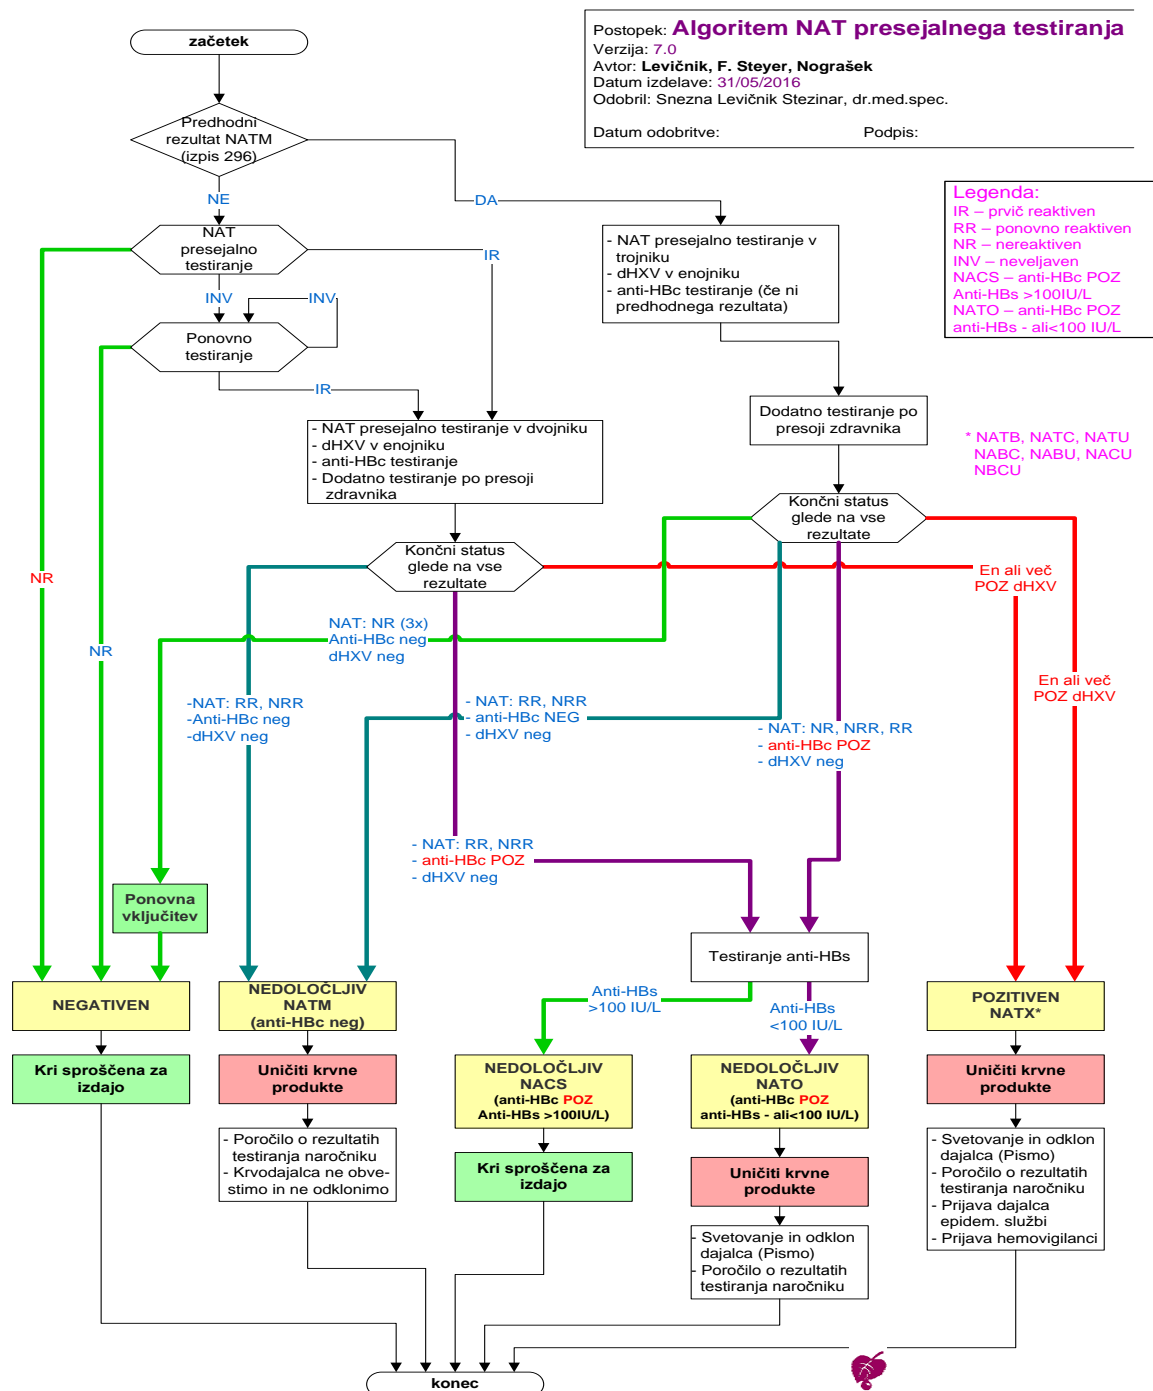 Postopek: Algoritem NAT presejalnega testiranja
Verzija: 7.0
Avtor: Levičnik, F. Steyer, Nograšek
Datum izdelave: 31/05/2016
Odobril: Snezna Levičnik Stezinar, dr.med.spec.
Datum odobritve: Podpis:
začetek
Predhodni
rezultat NATM
(izpis 296)
NE
DA
Legenda:
IR – prvič reaktiven
RR – ponovno reaktiven
NR – nereaktiven
INV – neveljaven
NACS – anti-HBc POZ
Anti-HBs >100IU/L
NATO – anti-HBc POZ
anti-HBs - ali<100 IU/L
NAT
presejalno
testiranje
IR
- NAT presejalno testiranje v
trojniku
- dHXV v enojniku
- anti-HBc testiranje (če ni
predhodnega rezultata)
INV
INV
Ponovno
testiranje
IR
Dodatno testiranje po
presoji zdravnika
- NAT presejalno testiranje v dvojniku
- dHXV v enojniku
- anti-HBc testiranje
- Dodatno testiranje po presoji
zdravnika
* NATB, NATC, NATU
NABC, NABU, NACU
NBCU
Končni status
glede na vse
rezultate
Končni status
glede na vse
rezultate
NR
En ali več
POZ dHXV
NAT: NR (3x)
Anti-HBc neg
dHXV neg
NR
En ali več
POZ dHXV
-NAT: RR, NRR
-Anti-HBc neg
-dHXV neg
- NAT: RR, NRR
- anti-HBc NEG
- dHXV neg
- NAT: NR, NRR, RR
- anti-HBc POZ
- dHXV neg
- NAT: RR, NRR
- anti-HBc POZ
- dHXV neg
Ponovna
vključitev
Testiranje anti-HBs
NEGATIVEN
NEDOLOČLJIV
NATM
(anti-HBc neg)
Anti-HBs
>100 IU/L
Anti-HBs
<100 IU/L
POZITIVEN
NATX*
Kri sproščena za
izdajo
Uničiti krvne
produkte
NEDOLOČLJIV
NACS
(anti-HBc POZ
Anti-HBs >100IU/L)
NEDOLOČLJIV
NATO
(anti-HBc POZ
anti-HBs - ali<100 IU/L)
Uničiti krvne
produkte
- Poročilo o rezultatih
testiranja naročniku
- Krvodajalca ne obve-
stimo in ne odklonimo
Kri sproščena za
izdajo
Uničiti krvne
produkte
- Svetovanje in odklon
dajalca (Pismo)
- Poročilo o rezultatih
testiranja naročniku
- Prijava dajalca
epidem. službi
- Prijava hemovigilanci
- Svetovanje in odklon
dajalca (Pismo)
- Poročilo o rezultatih
testiranja naročniku
konec